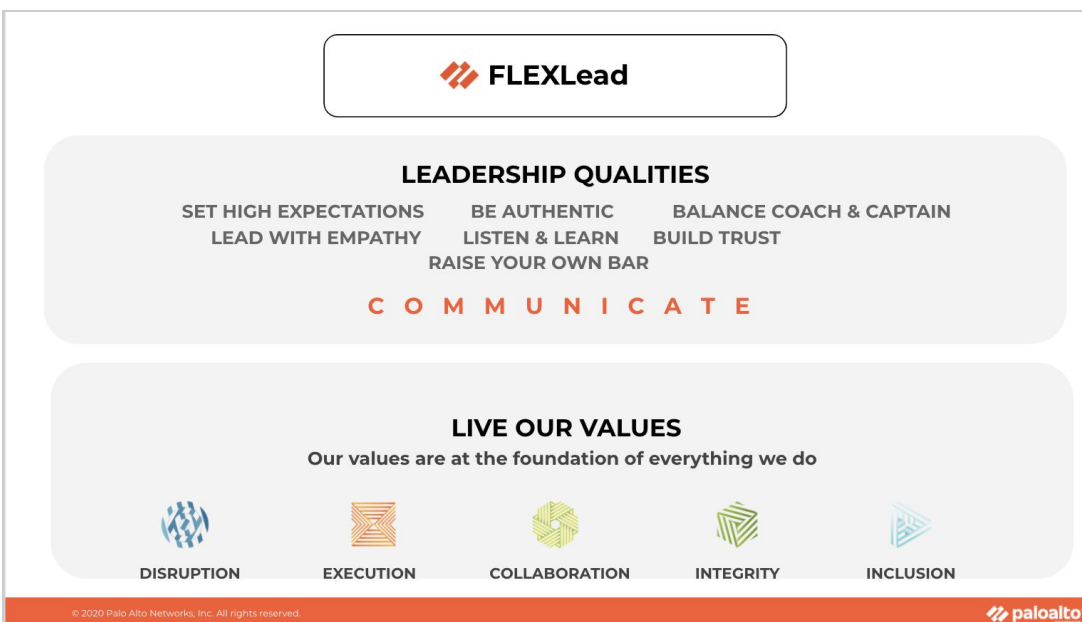 FLEXLead
LEADERSHIP QUALITIES
SET HIGH EXPECTATIONS BE AUTHENTIC BALANCE COACH & CAPTAIN
LEAD WITH EMPATHY LISTEN & LEARN BUILD TRUST
RAISE YOUR OWN BAR
COMMUNICATE
LIVE OUR VALUES
Our values are at the foundation of everything we do
DISRUPTION EXECUTION COLLABORATION INTEGRITY INCLUSION
© 2020 Palo Alto Networks, Inc. All rights reserved. paloalto